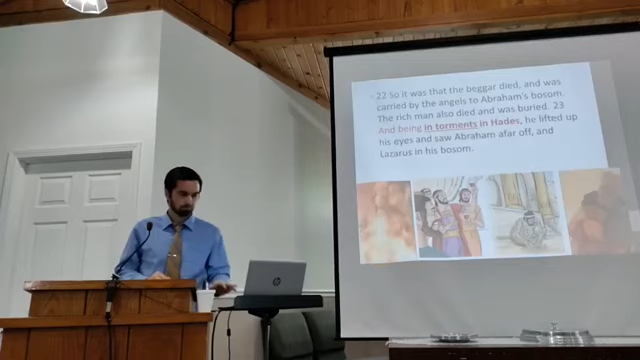 22 So it was that the beggar died, and was
carried by the angels to Abraham's bosom.
The rich man also died and was buried. 23
And being in torments in Hades, he lifted up
his eyes and saw Abraham afar off, and
Lazarus in his bosom.
hp